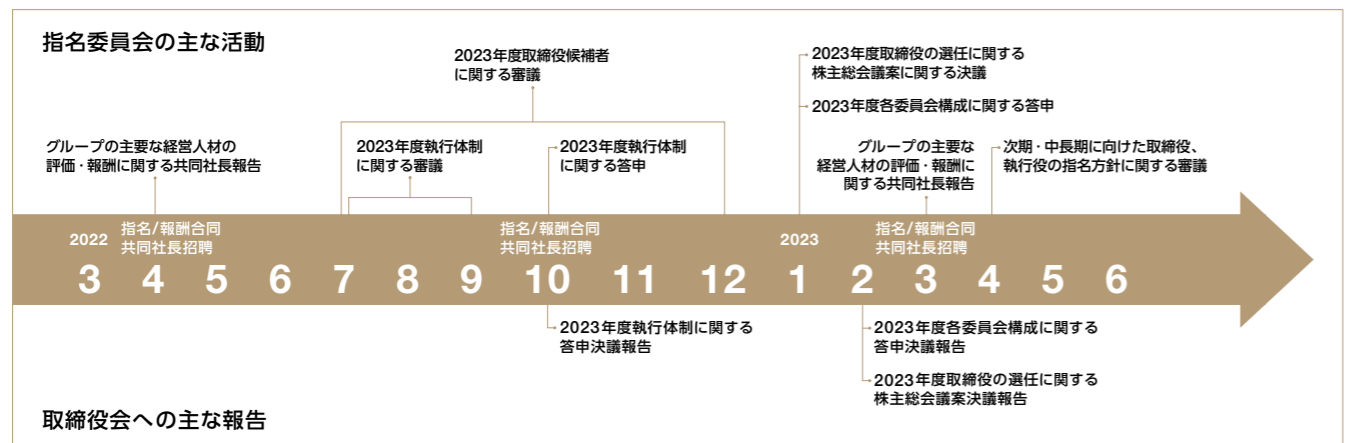 指名委員会の主な活動
2023年度取締役候補者
に関する審議
2023年度取締役の選任に関する
株主総会議案に関する決議
2023年度各委員会構成に関する答申
グループの主要な経営人材の
評価・報酬に関する共同社長報告
2023年度執行体制
に関する審議
2023年度執行体制
に関する答申
グループの主要な
経営人材の評価・報酬に
関する共同社長報告
次期・中長期に向けた取締役、
執行役の指名方針に関する審議
2022
指名/報酬合同
共同社長招聘
指名/報酬合同
共同社長招聘
2023
指名/報酬合同
共同社長招聘
3 4 5 6 7 8 9 10 11 12 1 2 3 4 5 6
2023年度執行体制に関する
答申決議報告
2023年度各委員会構成に関する
答申決議報告
2023年度取締役の選任に関する
株主総会議案決議報告
取締役会への主な報告